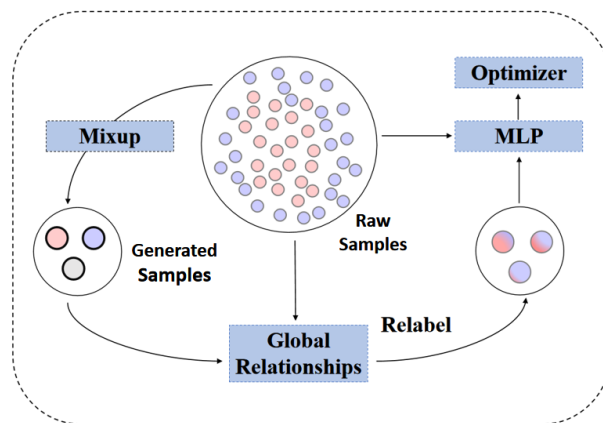 Optimizer
Mixup
MLP
Raw
Samples
Generated
Samples
Relabel
Global
Relationships